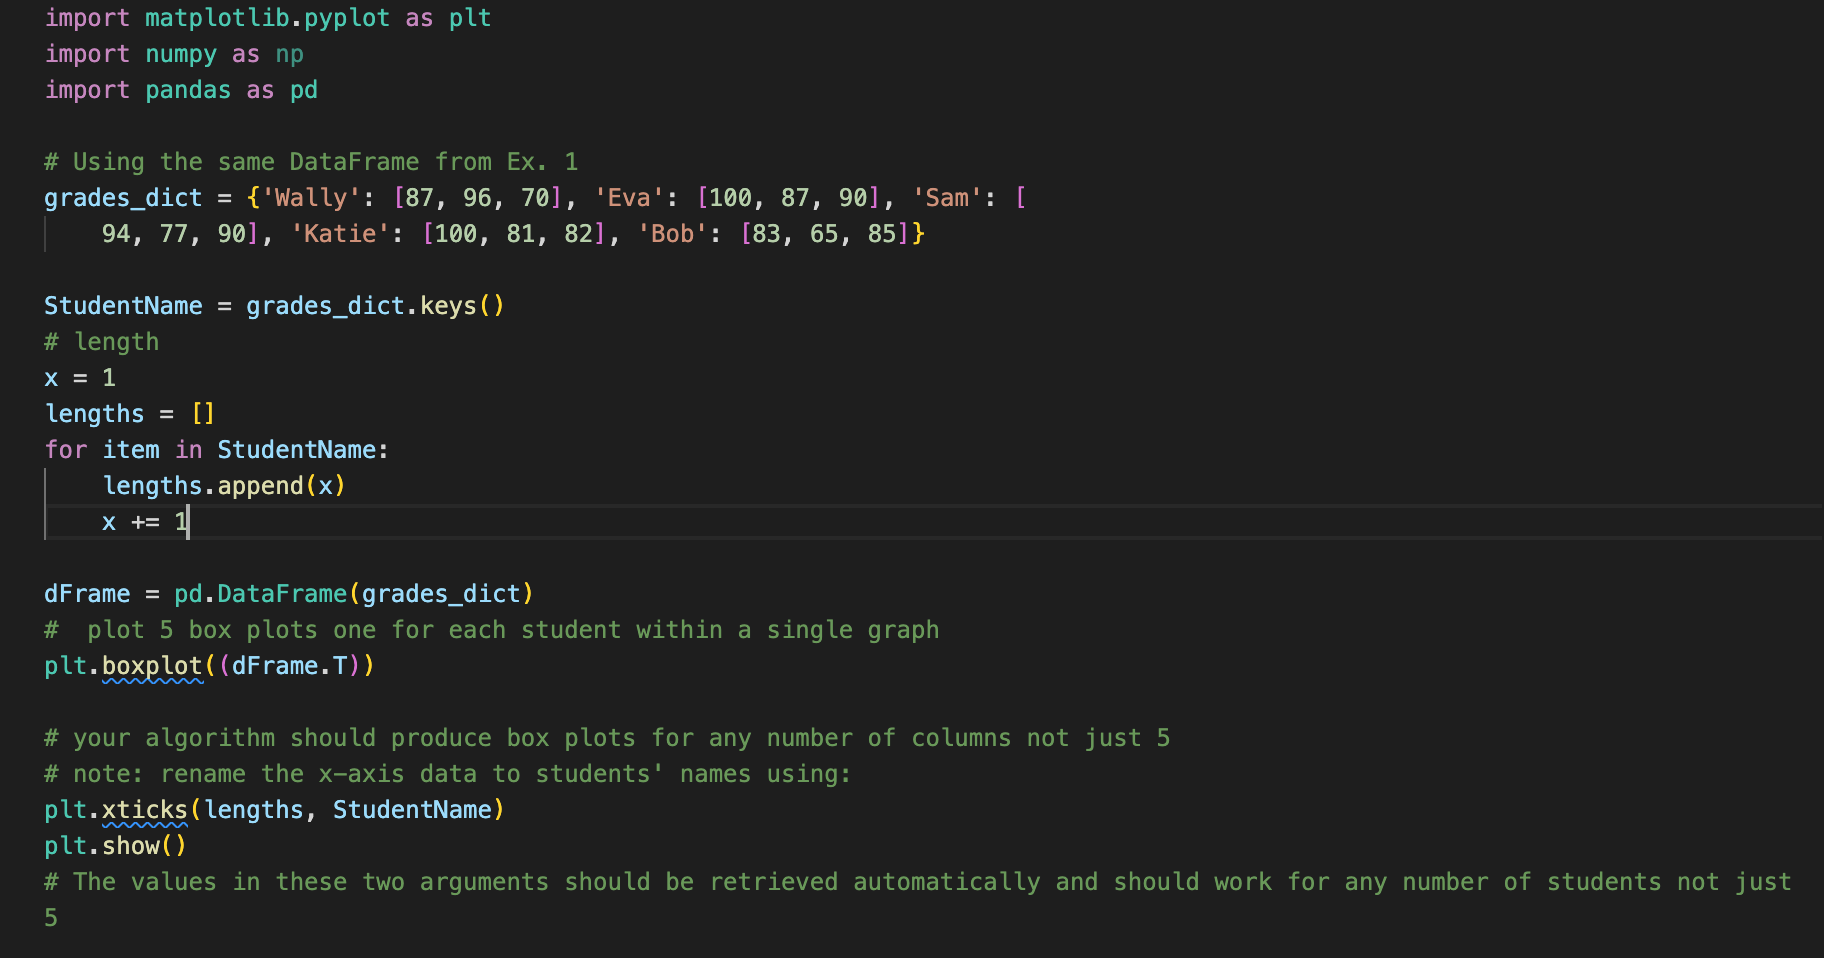 import matplotlib.pyplot as plt
import numpy as np
import pandas as pd
# Using the same DataFrame from Ex. 1
grades_dict = {'Wally': [87, 96, 70], 'Eva': [100, 87, 90], 'Sam': [
    94, 77, 90], 'Katie': [100, 81, 82], 'Bob': [83, 65, 85]}
StudentName = grades_dict.keys()
# length
x = 1
lengths = []
for item in StudentName:
    lengths.append(x)
    x += 1
dFrame = pd.DataFrame(grades_dict)
#  plot 5 box plots one for each student within a single graph
plt.boxplot((dFrame.T))
# your algorithm should produce box plots for any number of columns not just 5
# note: rename the x-axis data to students' names using:
plt.xticks(lengths, StudentName)
plt.show()
# The values in these two arguments should be retrieved automatically and should work for any number of students not just
5